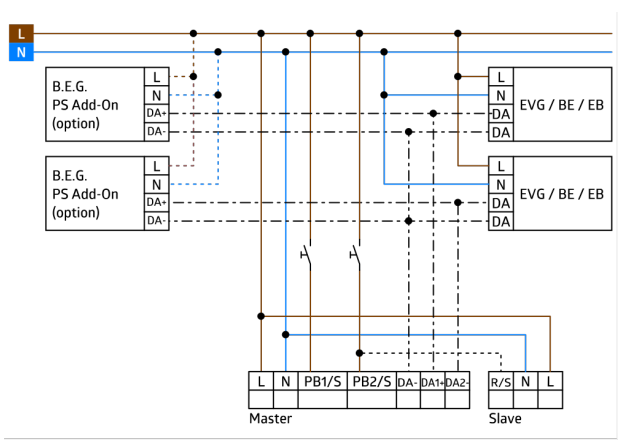 L
N
B.E.G.
PS Add-On
(option)
L
N
DA+
DA-
L
N
DA
DA
EVG / BE / EB
B.E.G.
PS Add-On
(option)
L
N
DA+
DA-
L
N
DA
DA
EVG / BE / EB
L N PB1/S PB2/S DA- DA1+ DA2-
R/S N L
Master
Slave